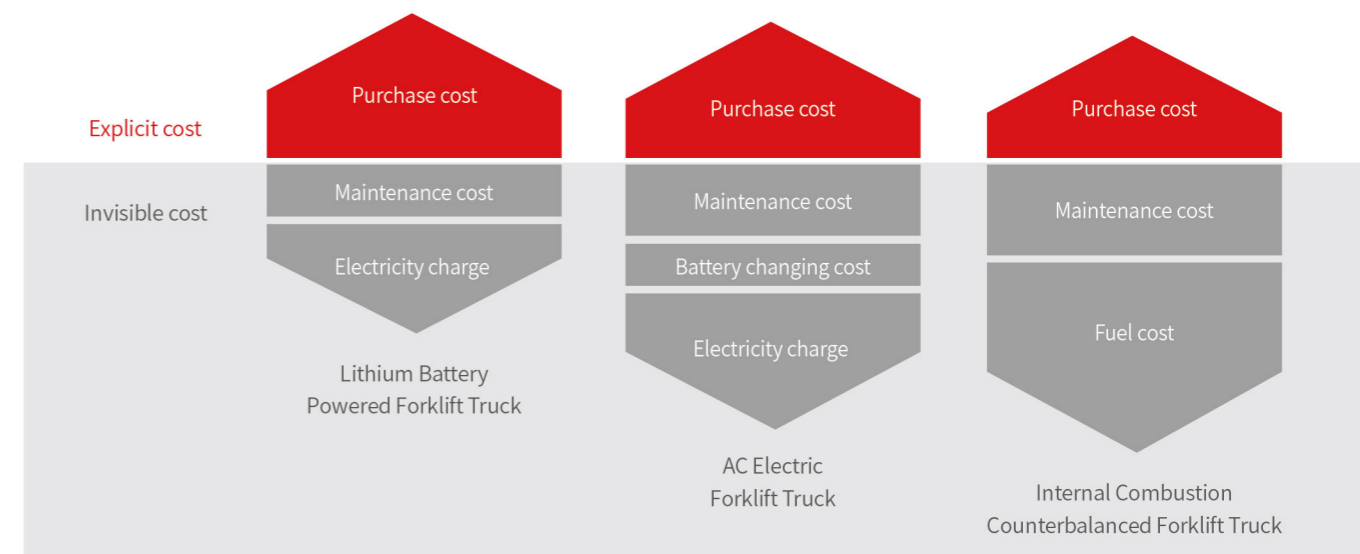 Explicit cost
Invisible cost
Purchase cost
Maintenance cost
Electricity charge
Lithium Battery
Powered Forklift Truck
Purchase cost
Maintenance cost
Battery changing cost
Electricity charge
AC Electric
Forklift Truck
Purchase cost
Maintenance cost
Fuel cost
Internal Combustion
Counterbalanced Forklift Truck